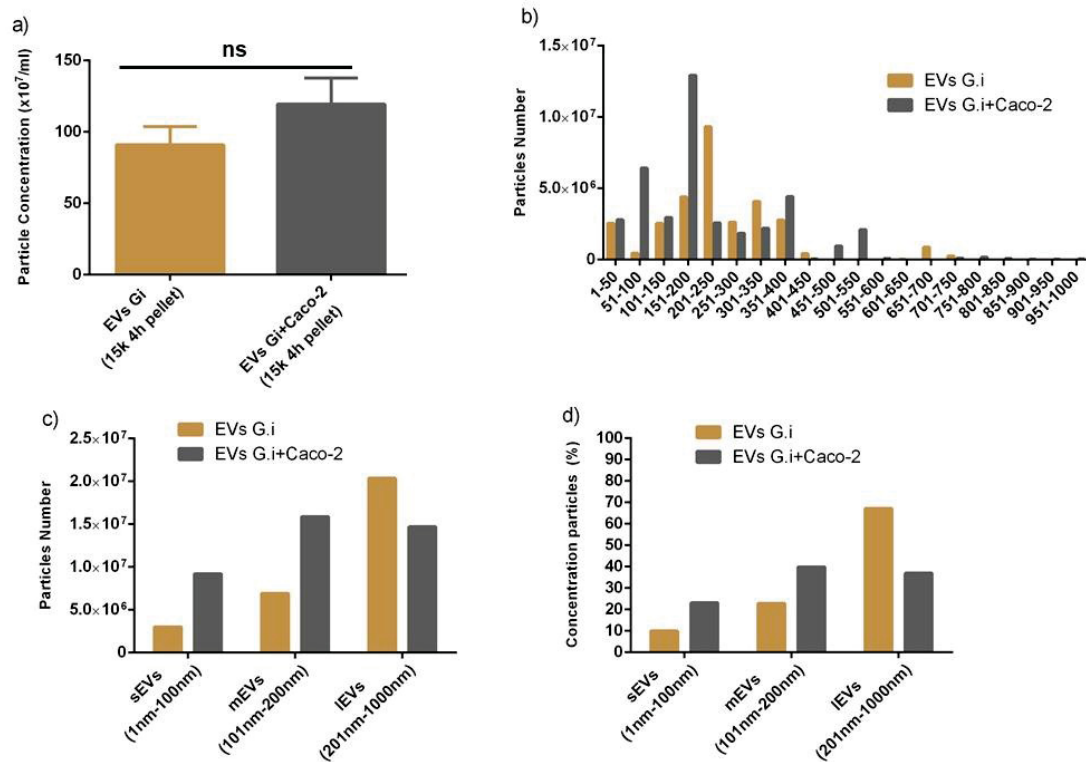 a)
ns
Particle Concentration (x10⁷/ml)
150
100
50
0
EVs Gi
(15k 4h pellet)
EVs Gi+Caco-2
(15k 4h pellet)
b)
Particles Number
1.5×10⁷
1.0×10⁷
5.0×10⁶
0
EVs G.i
EVs G.i+Caco-2
1-50
51-100
101-150
151-200
201-250
251-300
301-350
351-400
401-450
451-500
501-550
551-600
601-650
651-700
701-750
751-800
801-850
851-900
901-950
951-1000
c)
EVs G.i
EVs G.i+Caco-2
Particles Number
2.5×10⁷
2.0×10⁷
1.5×10⁷
1.0×10⁷
5.0×10⁶
0
sEVs
(1nm-100nm)
mEVs
(101nm-200nm)
lEVs
(201nm-1000nm)
d)
EVs G.i
EVs G.i+Caco-2
Concentration particles (%)
100
90
80
70
60
50
40
30
20
10
0
sEVs
(1nm-100nm)
mEVs
(101nm-200nm)
lEVs
(201nm-1000nm)